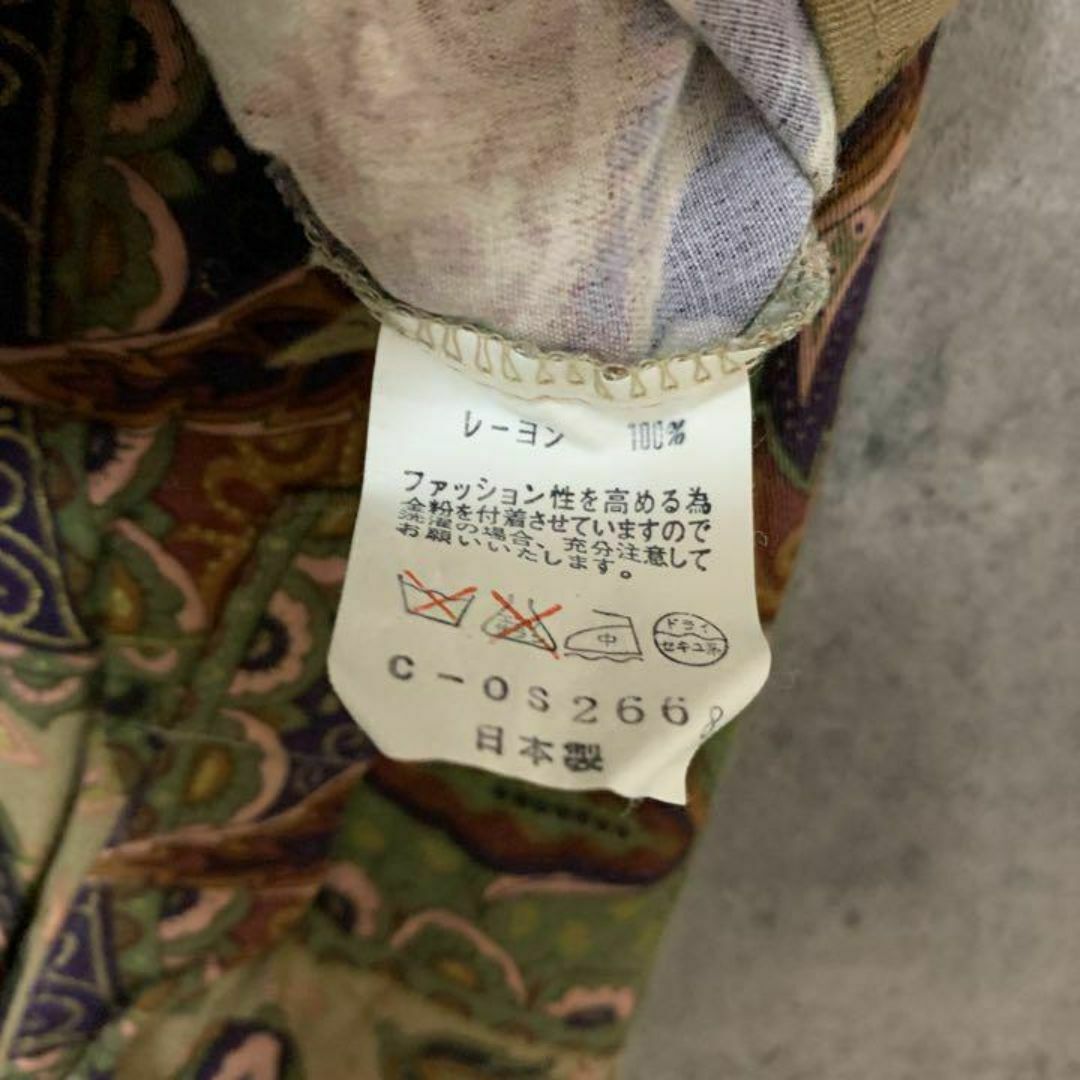 レーヨン 100%
ファッション性を高める為
金粉を付着させていますので
洗濯の場合、充分注意して
お願いいたします。
中
ドライ
セキユ系
C-OS266
8
日本製